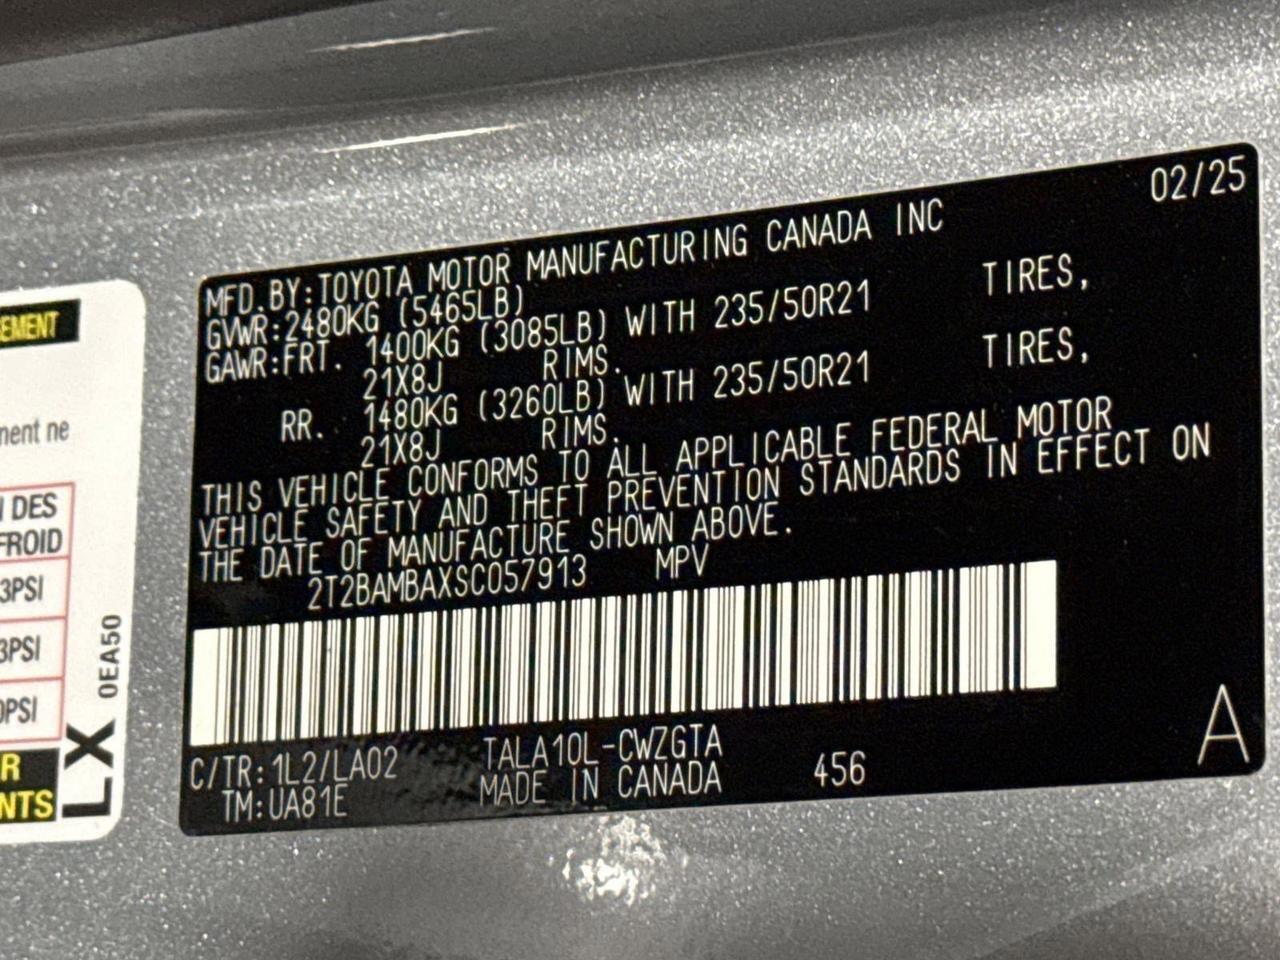 02/25
MFD.BY:TOYOTA MOTOR MANUFACTURING CANADA INC
GVWR:2480KG (5465LB)
GAWR:FRT. 1400KG (3085LB) WITH 235/50R21 TIRES,
21X8J RIMS.
RR. 1480KG (3260LB) WITH 235/50R21 TIRES,
21X8J RIMS.
THIS VEHICLE CONFORMS TO ALL APPLICABLE FEDERAL MOTOR
VEHICLE SAFETY AND THEFT PREVENTION STANDARDS IN EFFECT ON
THE DATE OF MANUFACTURE SHOWN ABOVE.
2T2BAMBAXSC057913 MPV
C/TR:1L2/LA02 TALA10L-CWZGTA
TM:UA81E MADE IN CANADA 456
A
EMENT
ment ne
DES
FROID
3PSI
3PSI
0PSI
R
NTS
LX 0EA50